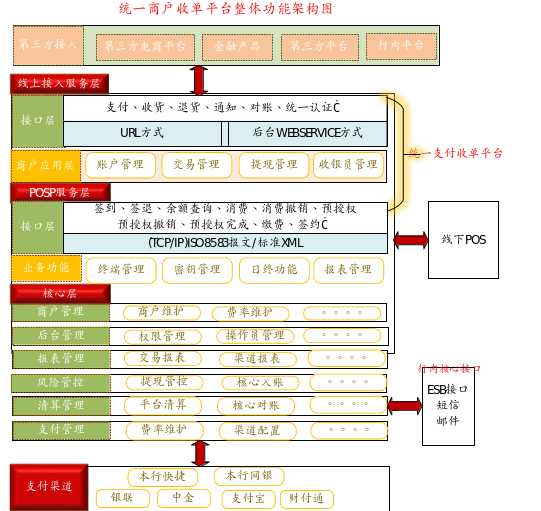 统一商户收单平台整体功能架构图
第三方接入
第三方电商平台
金融产品
第三方平台
行内平台
线上接入服务层
接口层
支付、收货、退货、通知、对账、统一认证Č
URL方式
后台WEBSERVICE方式
统一支付收单平台
商户应用层
账户管理
交易管理
提现管理
收银员管理
POSP服务层
接口层
签到、签退、余额查询、消费、消费撤销、预授权
预授权撤销、预授权完成、缴费、签约Č
(TCP/IP)ISO8583报文/标准XML
线下POS
业务功能
终端管理
密钥管理
日终功能
报表管理
核心层
商户管理
商户维护
费率维护
。。。。
后台管理
权限管理
操作员管理
。。。。
报表管理
交易报表
渠道报表
。。。。
行内核心接口
风险管控
提现管控
核心入账
。。。。
ESB接口
短信
邮件
清算管理
平台清算
核心对账
。。。。
支付管理
费率维护
渠道配置
。。。。
支付渠道
本行快捷
本行网银
银联
中金
支付宝
财付通